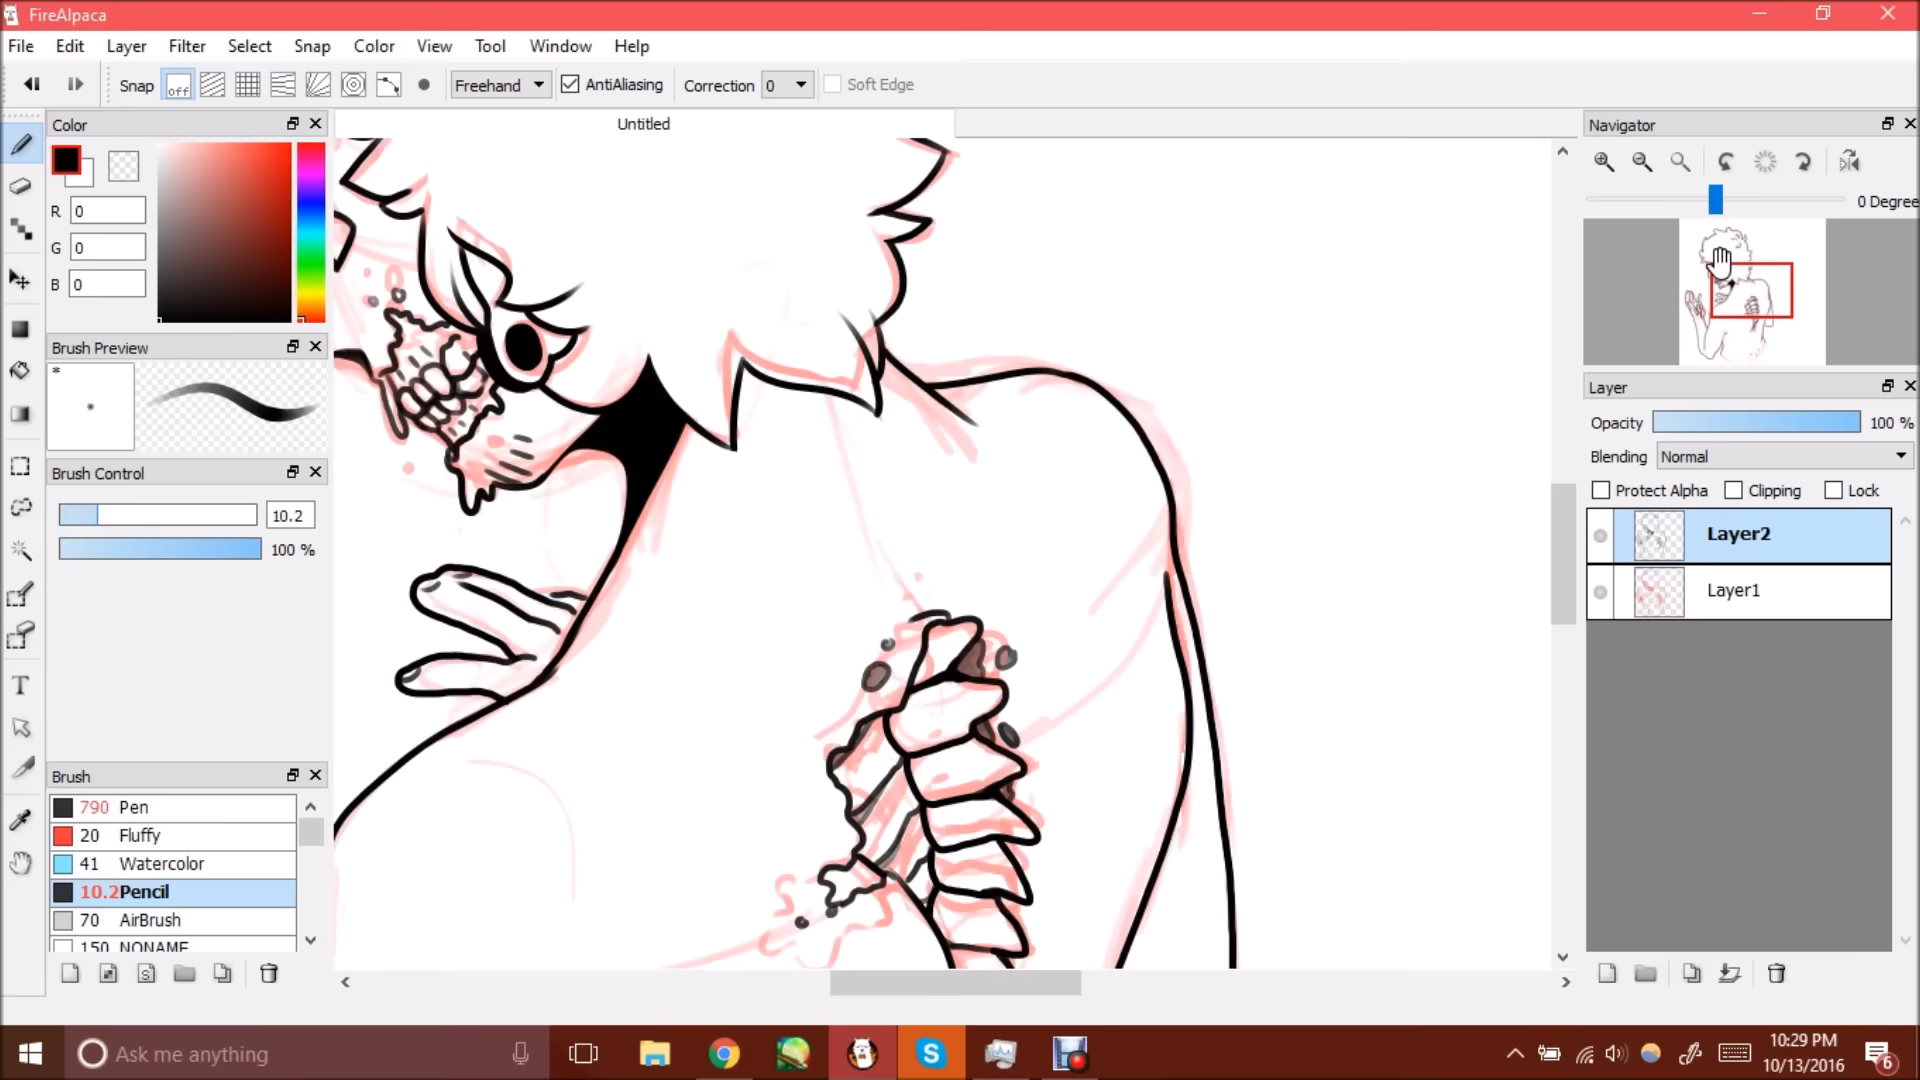 FireAlpaca
File Edit Layer Filter Select Snap Color View Tool Window Help
Snap off Freehand AntiAliasing Correction 0 Soft Edge
Color
Untitled
Navigator
R 0
G 0
B 0
0 Degree
Brush Preview
*
Layer
Opacity 100 %
Blending Normal
Protect Alpha Clipping Lock
Brush Control
10.2
100 %
Layer2
Layer1
T
Brush
790 Pen
20 Fluffy
41 Watercolor
10.2 Pencil
70 AirBrush
150 NONAME
S
Ask me anything
S
10:29 PM
10/13/2016
6